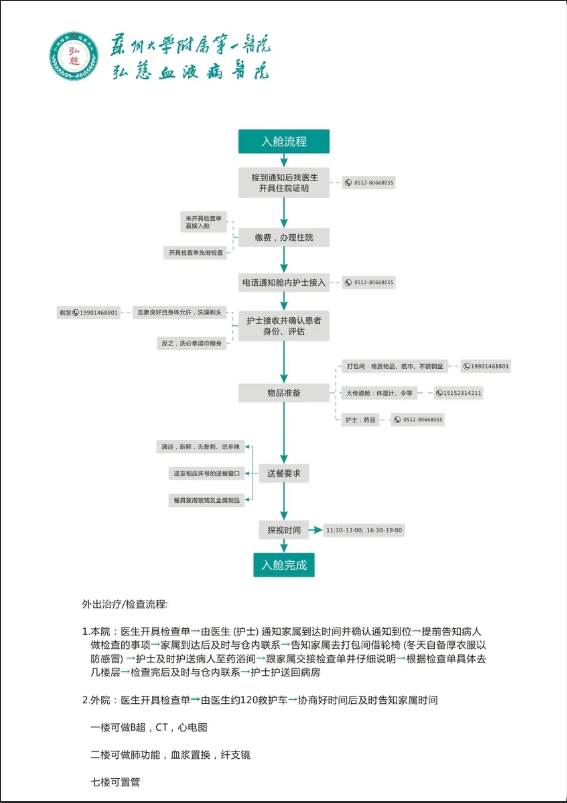 弘慈
苏州大学附属第一医院
弘慈血液病医院
入舱流程
接到通知后找医生
开具住院证明
0512-80668055
未开具检查单
直接入舱
开具检查单先做检查
缴费，办理住院
电话通知舱内护士接入
0512-80668055
剃发 19901468801
血象良好且身体允许，洗澡剃头
反之，洗必泰湿巾擦身
护士接收并确认患者
身份、评估
物品准备
打包间：棉质物品、纸巾、不锈钢盆
19901468801
大传递舱：体温计、伞等
15152314211
护士：药品
0512-80668055
清淡，新鲜，无骨刺、忌辛辣
送至相应床号的送餐窗口
餐具禁用玻璃及金属制品
送餐要求
探视时间
11:30-13:00; 16:30-19:00
入舱完成
外出治疗/检查流程:
1.本院：医生开具检查单→由医生 (护士) 通知家属到达时间并确认通知到位→提前告知病人
做检查的事项→家属到达后及时与仓内联系→告知家属去打包间借轮椅 (冬天自备厚衣服以
防感冒) →护士及时护送病人至药浴间→跟家属交接检查单并仔细说明→根据检查单具体去
几楼层→检查完后及时与仓内联系→护士护送回病房
2.外院：医生开具检查单→由医生约120救护车→协商好时间后及时告知家属时间
一楼可做B超，CT，心电图
二楼可做肺功能，血浆置换，纤支镜
七楼可置管